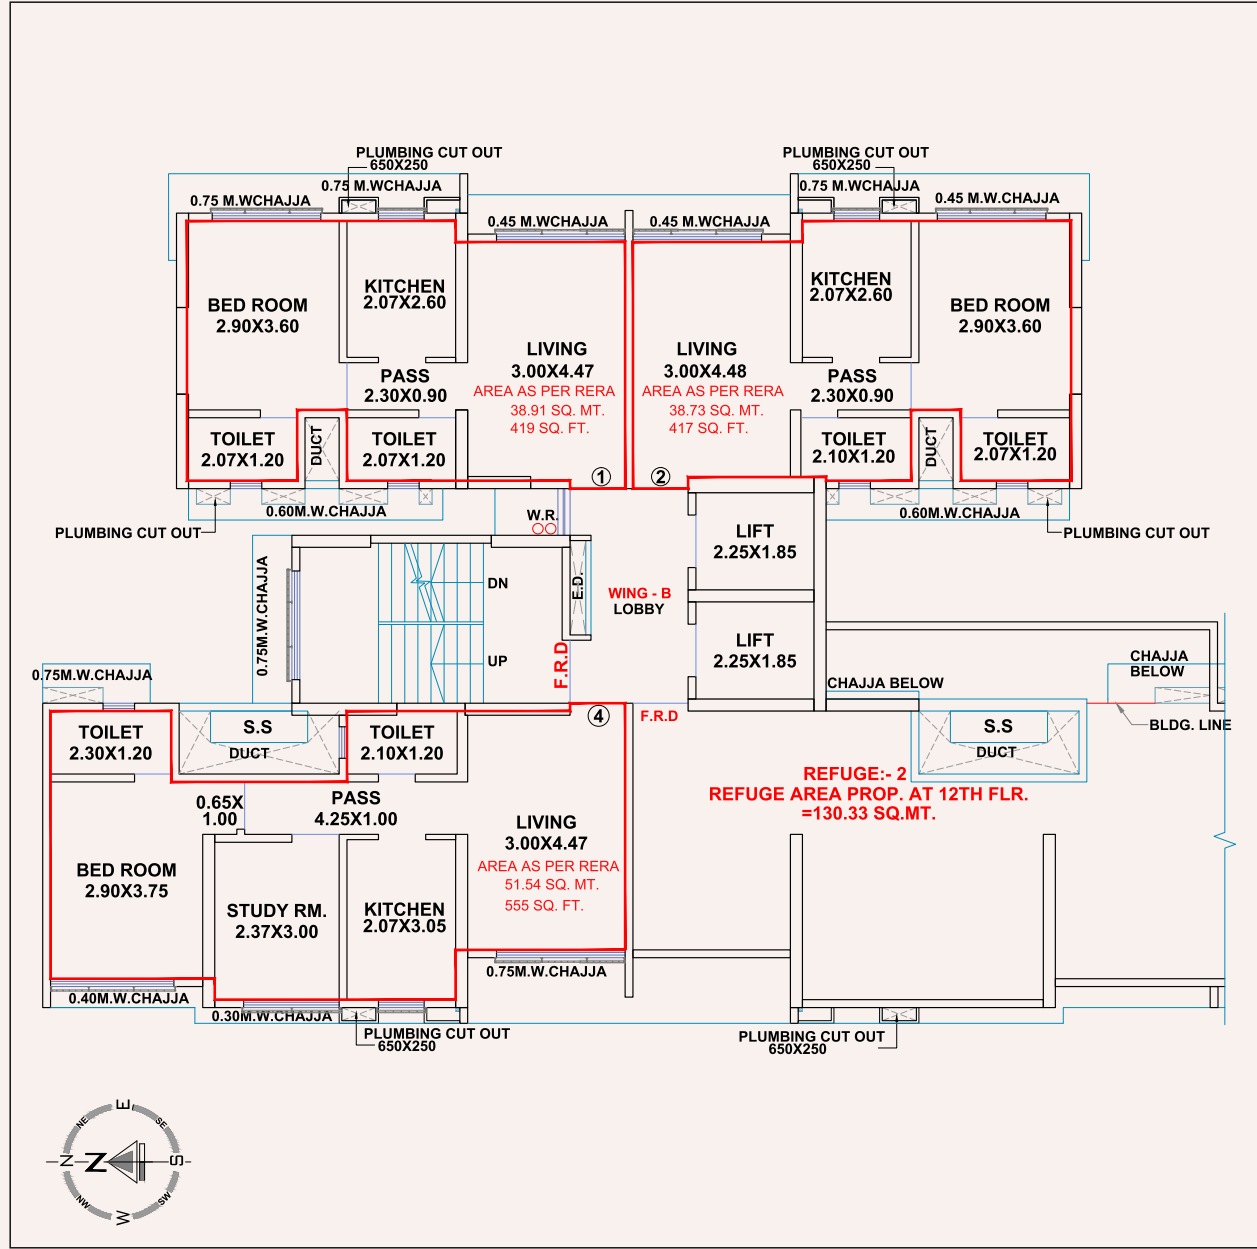 PLUMBING CUT OUT
650X250
PLUMBING CUT OUT
650X250
0.75 M.WCHAJJA
0.75 M.WCHAJJA
0.75 M.WCHAJJA
0.45 M.W.CHAJJA
0.45 M.WCHAJJA
0.45 M.WCHAJJA
BED ROOM
2.90X3.60
KITCHEN
2.07X2.60
LIVING
3.00X4.47
AREA AS PER RERA
38.91 SQ. MT.
419 SQ. FT.
PASS
2.30X0.90
TOILET
2.07X1.20
DUCT
TOILET
2.07X1.20
1
LIVING
3.00X4.48
AREA AS PER RERA
38.73 SQ. MT.
417 SQ. FT.
KITCHEN
2.07X2.60
BED ROOM
2.90X3.60
PASS
2.30X0.90
TOILET
2.10X1.20
DUCT
TOILET
2.07X1.20
2
0.60M.W.CHAJJA
0.60M.W.CHAJJA
PLUMBING CUT OUT
PLUMBING CUT OUT
W.R.
LIFT
2.25X1.85
E.D.
DN
UP
WING - B
LOBBY
LIFT
2.25X1.85
0.75M.W.CHAJJA
F.R.D
F.R.D
0.75M.W.CHAJJA
CHAJJA BELOW
CHAJJA
BELOW
BLDG. LINE
TOILET
2.30X1.20
S.S
DUCT
TOILET
2.10X1.20
4
S.S
DUCT
REFUGE:- 2
REFUGE AREA PROP. AT 12TH FLR.
=130.33 SQ.MT.
0.65X
1.00
PASS
4.25X1.00
LIVING
3.00X4.47
AREA AS PER RERA
51.54 SQ. MT.
555 SQ. FT.
BED ROOM
2.90X3.75
STUDY RM.
2.37X3.00
KITCHEN
2.07X3.05
0.75M.W.CHAJJA
0.40M.W.CHAJJA
0.30M.W.CHAJJA
PLUMBING CUT OUT
650X250
PLUMBING CUT OUT
650X250
E
NE
SE
N
N
S
NW
SW
W